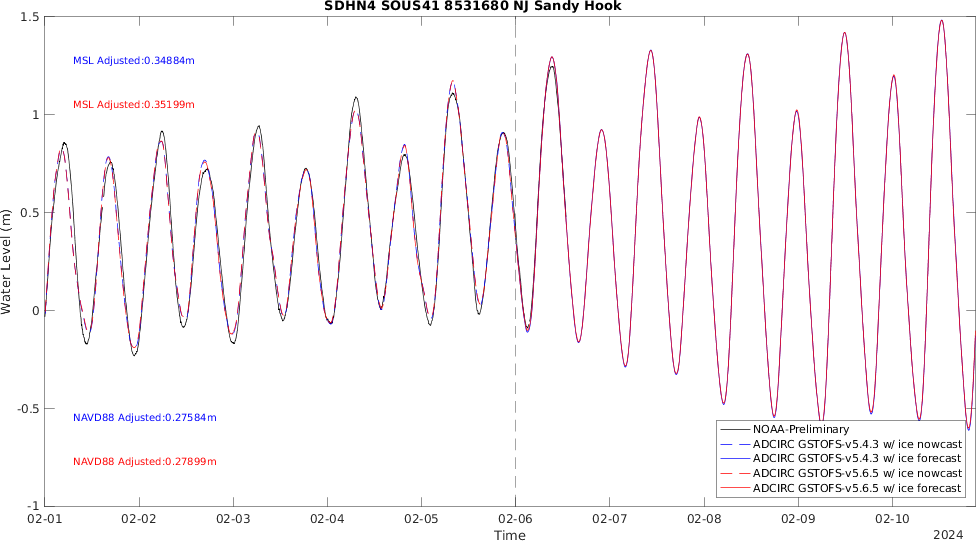 SDHN4 SOUS41 8531680 NJ Sandy Hook
1.5
1
0.5
0
-0.5
-1
Water Level (m)
MSL Adjusted:0.34884m
MSL Adjusted:0.35199m
NAVD88 Adjusted:0.27584m
NAVD88 Adjusted:0.27899m
NOAA-Preliminary
ADCIRC GSTOFS-v5.4.3 w/ ice nowcast
ADCIRC GSTOFS-v5.4.3 w/ ice forecast
ADCIRC GSTOFS-v5.6.5 w/ ice nowcast
ADCIRC GSTOFS-v5.6.5 w/ ice forecast
02-01 02-02 02-03 02-04 02-05 02-06 02-07 02-08 02-09 02-10
Time
2024